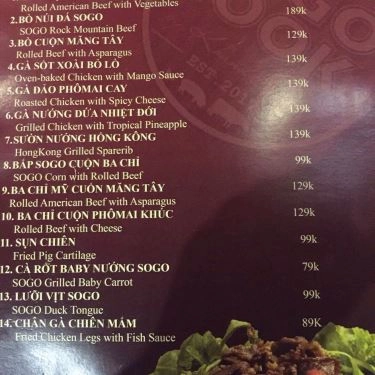 Rolled American Beef with Vegetables
189k
2.BÒ NÚI ĐÁ SOGO
SOGO Rock Mountain Beef
129k
3.BÒ CUỘN MĂNG TÂY
Rolled Beef with Asparagus
139k
4.GÀ SỐT XOÀI BỎ LÒ
Oven-baked Chicken with Mango Sauce
139k
5.GÀ ĐẢO PHÔMAI CAY
Roasted Chicken with Spicy Cheese
139k
6.GÀ NƯỚNG DỨA NHIỆT ĐỚI
Grilled Chicken with Tropical Pineapple
139k
7.SƯỜN NƯỚNG HỒNG KÔNG
HongKong Grilled Sparerib
139k
8.BẮP SOGO CUỘN BA CHỈ
SOGO Corn with Rolled Beef
99k
9.BA CHỈ MỸ CUỐN MĂNG TÂY
Rolled American Beef with Asparagus
129k
10. BA CHỈ CUỘN PHÔMAI KHÚC
Rolled Beef with Cheese
129k
11. SỤN CHIÊN
Fried Pig Cartilage
99k
12. CÀ RỐT BABY NƯỚNG SOGO
SOGO Grilled Baby Carrot
79k
13. LƯỠI VỊT SOGO
SOGO Duck Tongue
99k
14. CHÂN GÀ CHIÊN MẮM
Fried Chicken Legs with Fish Sauce
89K